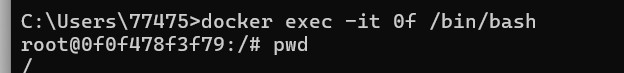 C:\Users\77475>docker exec -it 0f /bin/bash
root@0f0f478f3f79:/# pwd
/